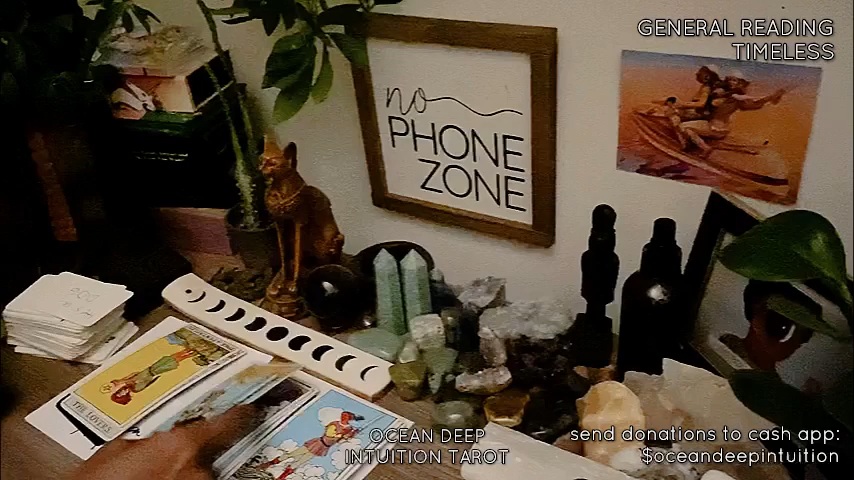 GENERAL READING
TIMELESS
no
PHONE
ZONE
THE LOVERS
OCEAN DEEP
INTUITION TAROT
send donations to cash app:
$oceandeepintuition